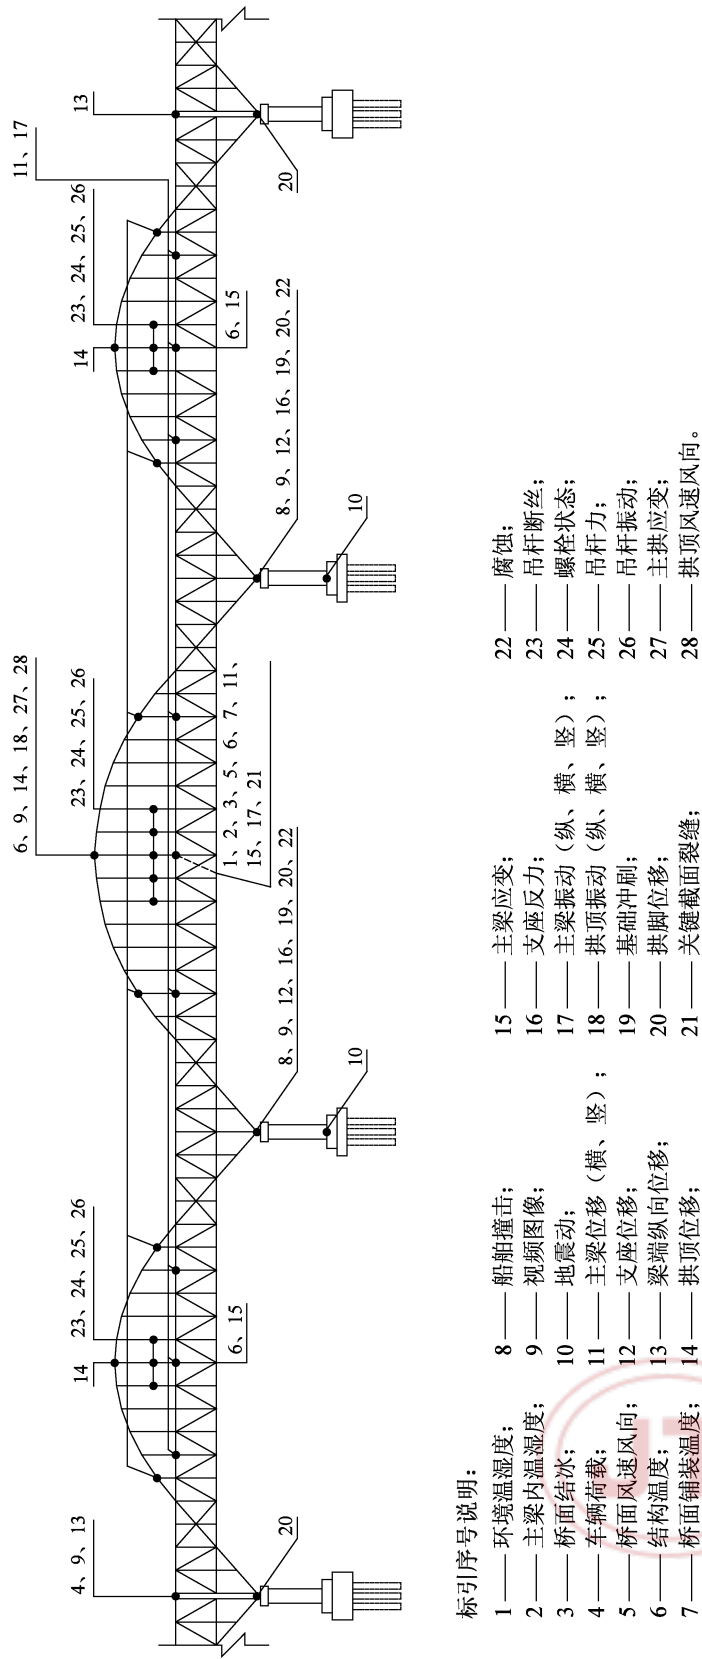 4、9、13
14
23、24、25、26
6、9、14、18、27、28
23、24、25、26
14
23、24、25、26
11、17
13
20
6、15
8、9、12、16、19、20、22
10
1、2、3、5、6、7、11、
15、17、21
8、9、12、16、19、20、22
10
6、15
20
标引序号说明：
1——环境温湿度；
2——主梁内温湿度；
3——桥面结冰；
4——车辆荷载；
5——桥面风速风向；
6——结构温度；
7——桥面铺装温度；
8——船舶撞击；
9——视频图像；
10——地震动；
11——主梁位移（横、竖）；
12——支座位移；
13——梁端纵向位移；
14——拱顶位移；
15——主梁应变；
16——支座反力；
17——主梁振动（纵、横、竖）；
18——拱顶振动（纵、横、竖）；
19——基础冲刷；
20——拱脚位移；
21——关键截面裂缝；
22——腐蚀；
23——吊杆断丝；
24——螺栓状态；
25——吊杆力；
26——吊杆振动；
27——主拱应变；
28——拱顶风速风向。